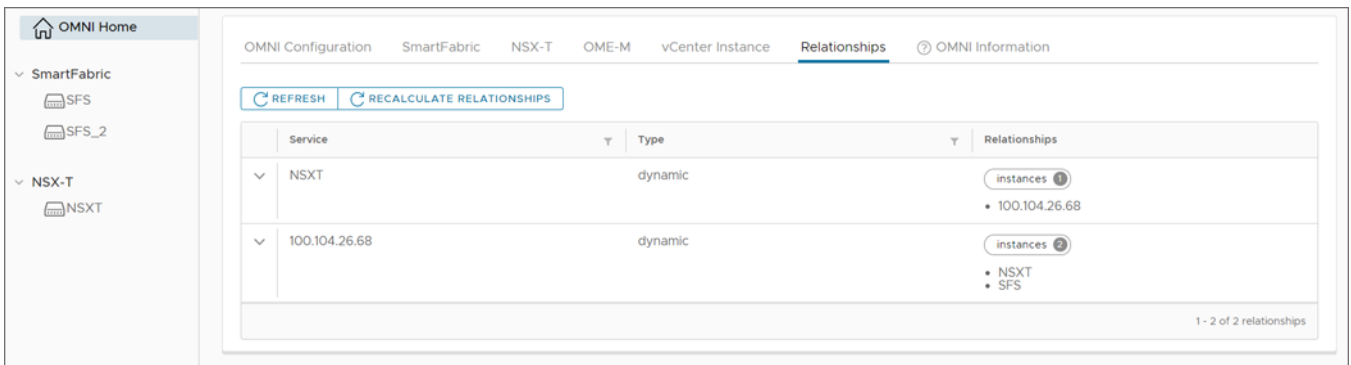 OMNI Home
SmartFabric
SFS
SFS_2
NSX-T
NSXT
OMNI Configuration SmartFabric NSX-T OME-M vCenter Instance Relationships ? OMNI Information
REFRESH RECALCULATE RELATIONSHIPS
Service Type Relationships
NSXT dynamic instances 1
• 100.104.26.68
100.104.26.68 dynamic instances 2
• NSXT
• SFS
1 - 2 of 2 relationships